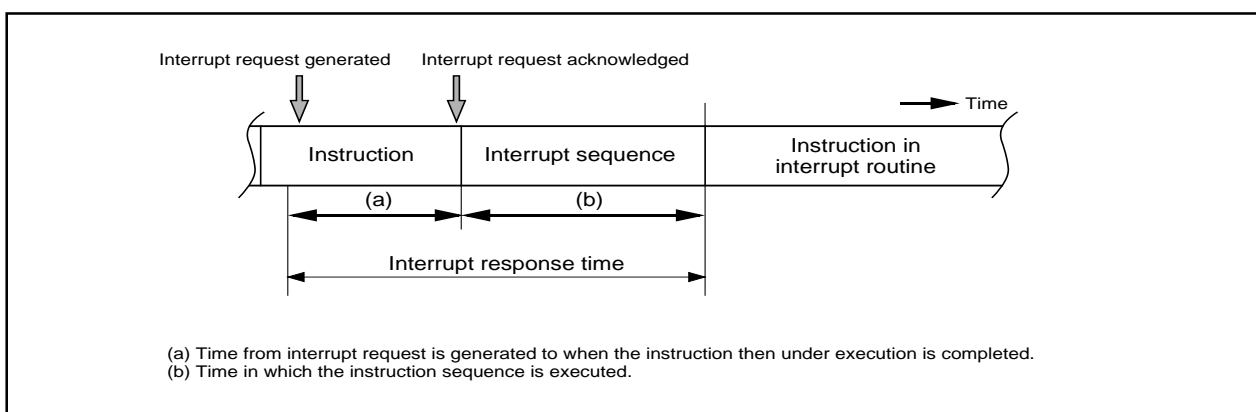 Interrupt request generated
Interrupt request acknowledged
Time
Instruction
Interrupt sequence
Instruction in
interrupt routine
(a)
(b)
Interrupt response time
(a) Time from interrupt request is generated to when the instruction then under execution is completed.
(b) Time in which the instruction sequence is executed.